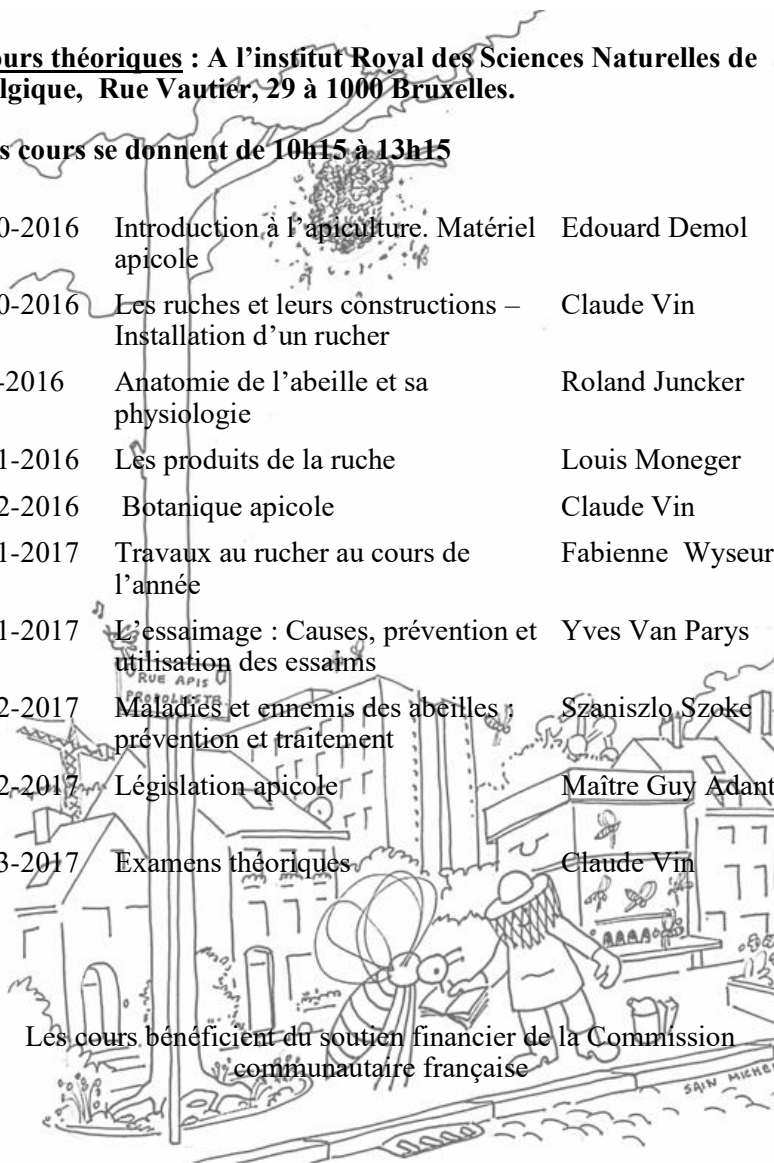 ours théoriques : A l’institut Royal des Sciences Naturelles de
lgique, Rue Vautier, 29 à 1000 Bruxelles.
s cours se donnent de 10h15 à 13h15
0-2016 Introduction à l’apiculture. Matériel Edouard Demol
apicole
0-2016 Les ruches et leurs constructions – Claude Vin
Installation d’un rucher
-2016 Anatomie de l’abeille et sa Roland Juncker
physiologie
1-2016 Les produits de la ruche Louis Moneger
2-2016 Botanique apicole Claude Vin
1-2017 Travaux au rucher au cours de Fabienne Wyseur
l’année
1-2017 L’essaimage : Causes, prévention et Yves Van Parys
utilisation des essaims
RUE APIS
2-2017 Maladies et ennemis des abeilles : Szaniszlo Szoke
prévention et traitement
2-2017 Législation apicole Maître Guy Adant
3-2017 Examens théoriques Claude Vin
Les cours bénéficient du soutien financier de la Commission
communautaire française
SAIN MICHEL